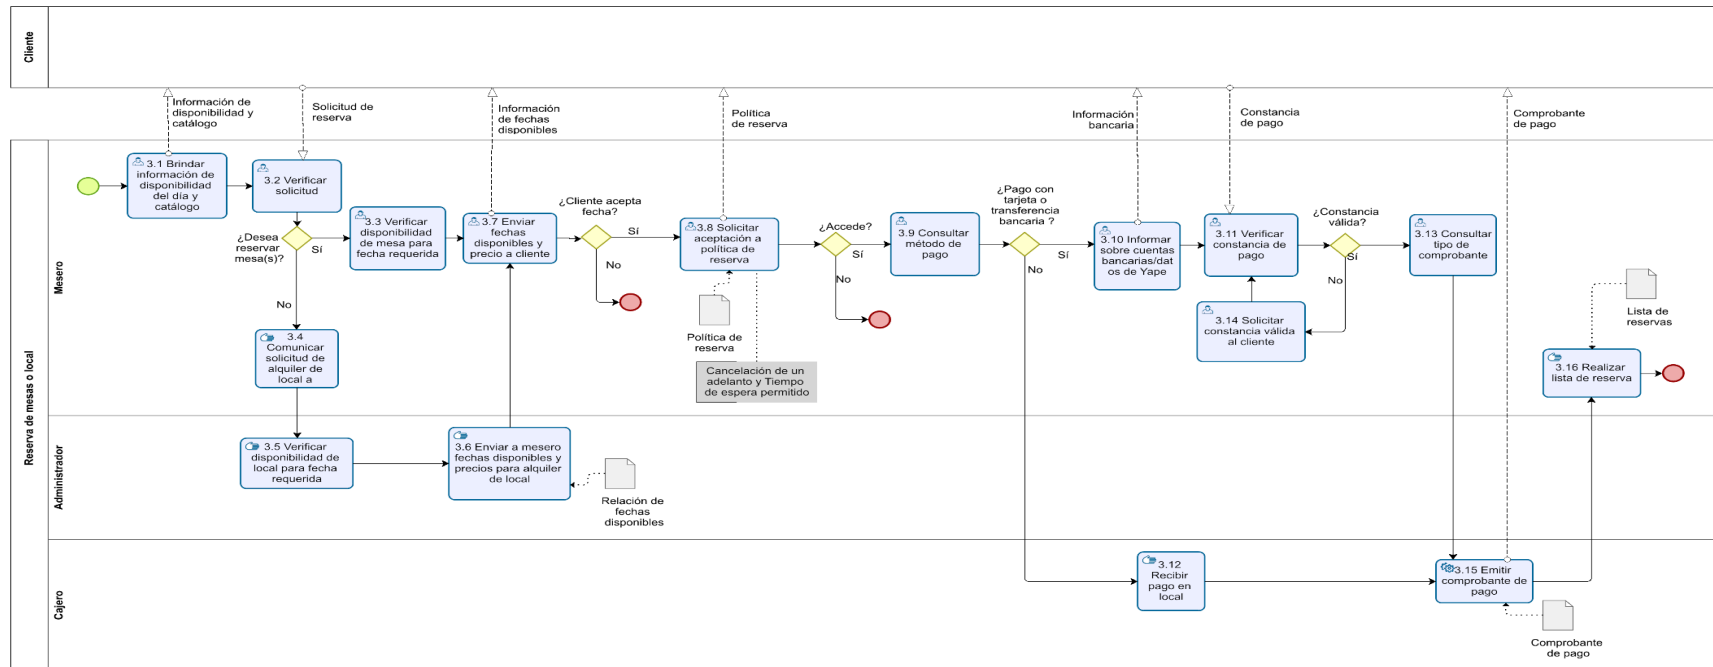 Cliente
Información de
disponibilidad y
catálogo
Solicitud de
reserva
Información
de fechas
disponibles
Política
de reserva
Información
bancaria
Constancia
de pago
Comprobante
de pago
Reserva de mesas o local
Mesero
3.1 Brindar
información de
disponibilidad
del día y
catálogo
3.2 Verificar
solicitud
¿Desea
reservar
mesa(s)?
Sí
No
3.3 Verificar
disponibilidad
de mesa para
fecha requerida
3.4
Comunicar
solicitud de
alquiler de
local a
3.7 Enviar
fechas
disponibles y
precio a cliente
¿Cliente acepta
fecha?
Sí
No
3.8 Solicitar
aceptación a
política de
reserva
Política de
reserva
Cancelación de un
adelanto y Tiempo
de espera permitido
¿Accede?
Sí
No
3.9 Consultar
método de
pago
¿Pago con
tarjeta o
transferencia
bancaria ?
Sí
No
3.10 Informar
sobre cuentas
bancarias/dat
os de Yape
3.11 Verificar
constancia de
pago
¿Constancia
válida?
Sí
No
3.13 Consultar
tipo de
comprobante
3.14 Solicitar
constancia válida
al cliente
Lista de
reservas
3.16 Realizar
lista de reserva
Administrador
3.5 Verificar
disponibilidad de
local para fecha
requerida
3.6 Enviar a mesero
fechas disponibles y
precios para alquiler
de local
Relación de
fechas
disponibles
Cajero
3.12
Recibir
pago en
local
3.15 Emitir
comprobante de
pago
Comprobante
de pago